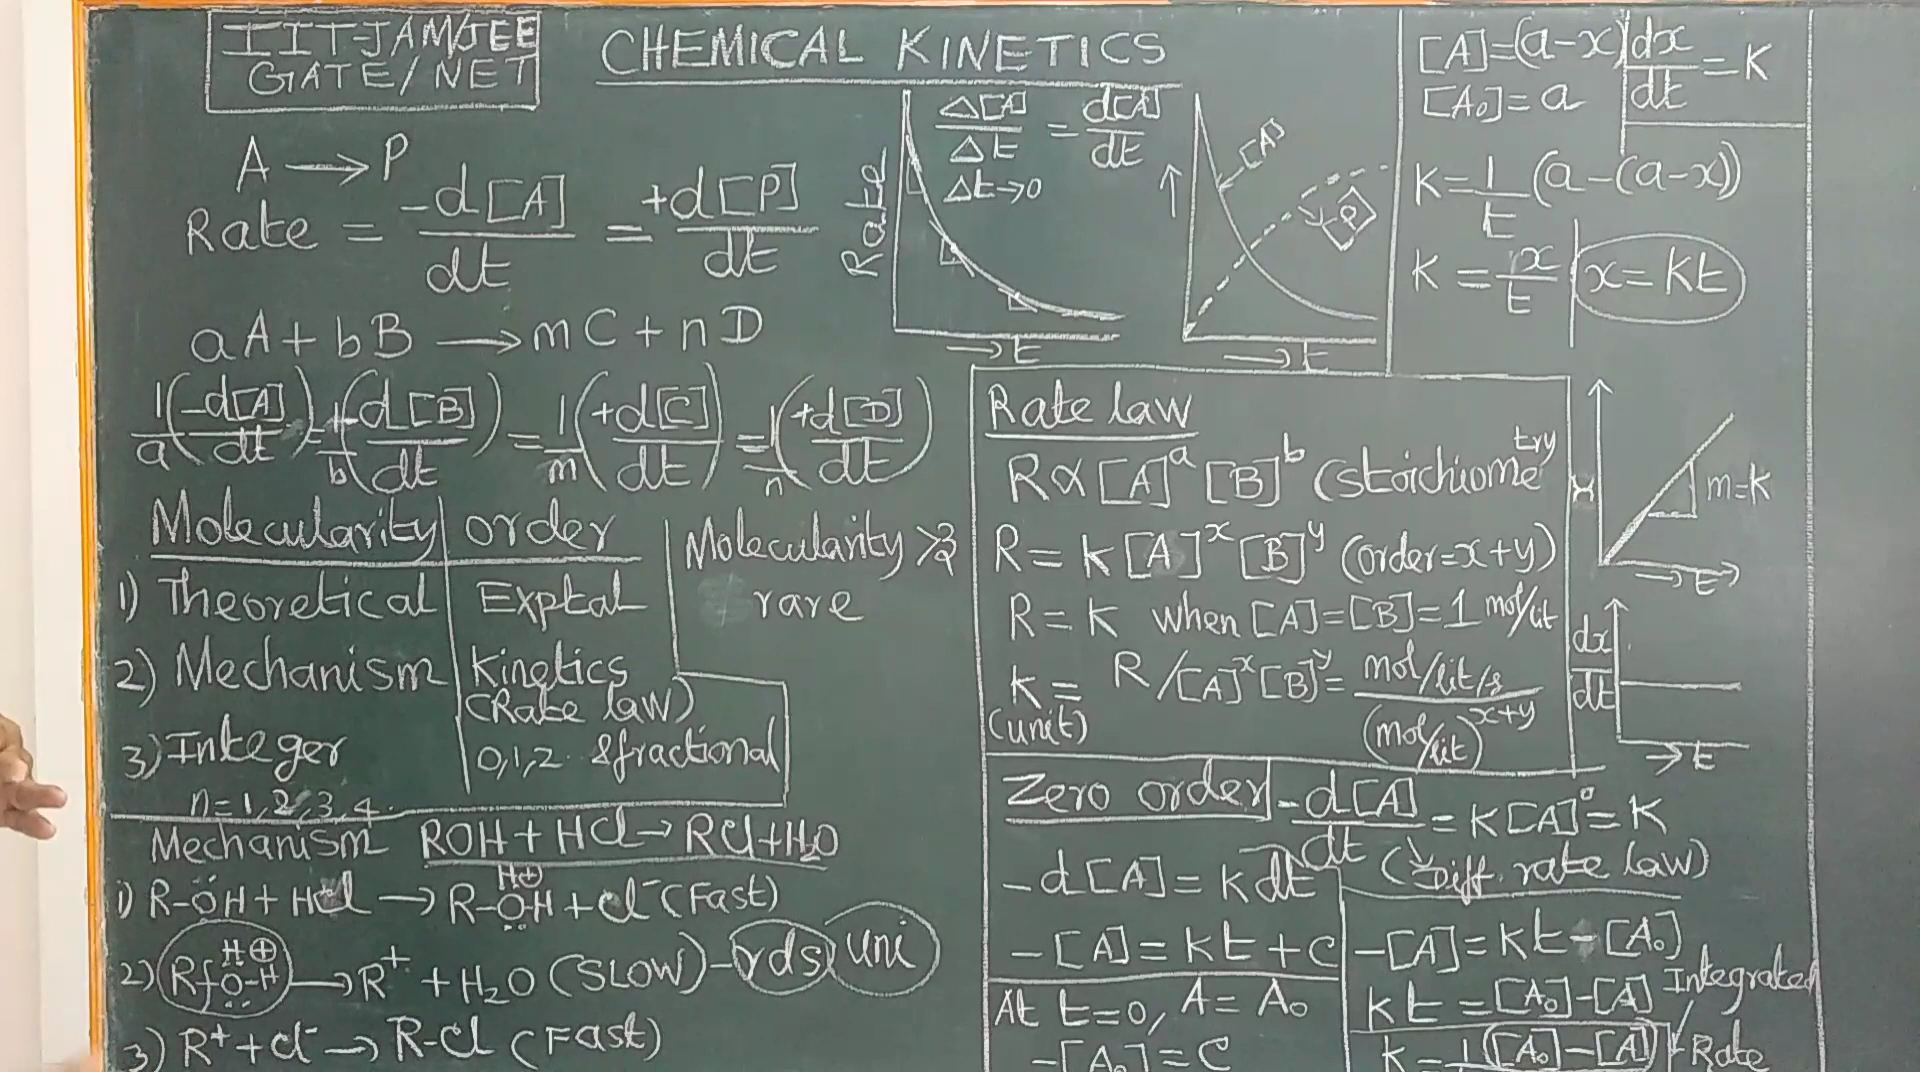 IIT-JAM/JEE
GATE/NET
CHEMICAL KINETICS
A → P
Rate = -d[A]/dt = +d[P]/dt
aA + bB → mC + nD
1/a(-d[A]/dt) = 1/b(-d[B]/dt) = 1/m(+d[C]/dt) = 1/n(+d[D]/dt)
Rate
Δ[A]/Δt = d[A]/dt
Δt→0
→ t
[A]
[P]
→ t
[A]=(a-x)
[A₀]=a
dx/dt = K
K = 1/t (a-(a-x))
K = x/t
x = Kt
Molecularity | order
1) Theoretical | Exptal
2) Mechanism | Kinetics
(Rate law)
3) Integer | 0,1,2. & fractional
n=1,2,3,4.
Molecularity >3
rare
Mechanism ROH + HCl → RCl + H₂O
1) R-ÖH + HCl → R-O-H + Cl⁻ (Fast)
H⊕
2) R-O-H → R⁺ + H₂O (SLOW) - rds uni
H ⊕
3) R⁺ + Cl⁻ → R-Cl (Fast)
Rate law
R ∝ [A]ᵃ [B]ᵇ (stoichiometry
R = K [A]ˣ [B]ʸ (order=x+y)
R = K when [A]=[B]=1 mol/lit
K = R/[A]ˣ[B]ʸ = mol/lit/s / (mol/lit)ˣ⁺ʸ
(unit)
x
m=K
→ t
dx/dt
→ t
Zero order -d[A]/dt = K[A]⁰ = K
(Diff. rate law)
-d[A] = K dt
-[A] = Kt + C
At t=0, A = A₀
-[A₀] = C
-[A] = Kt - [A₀]
Kt = [A₀]-[A]
K = 1/t ([A₀]-[A])
Integrated
Rate